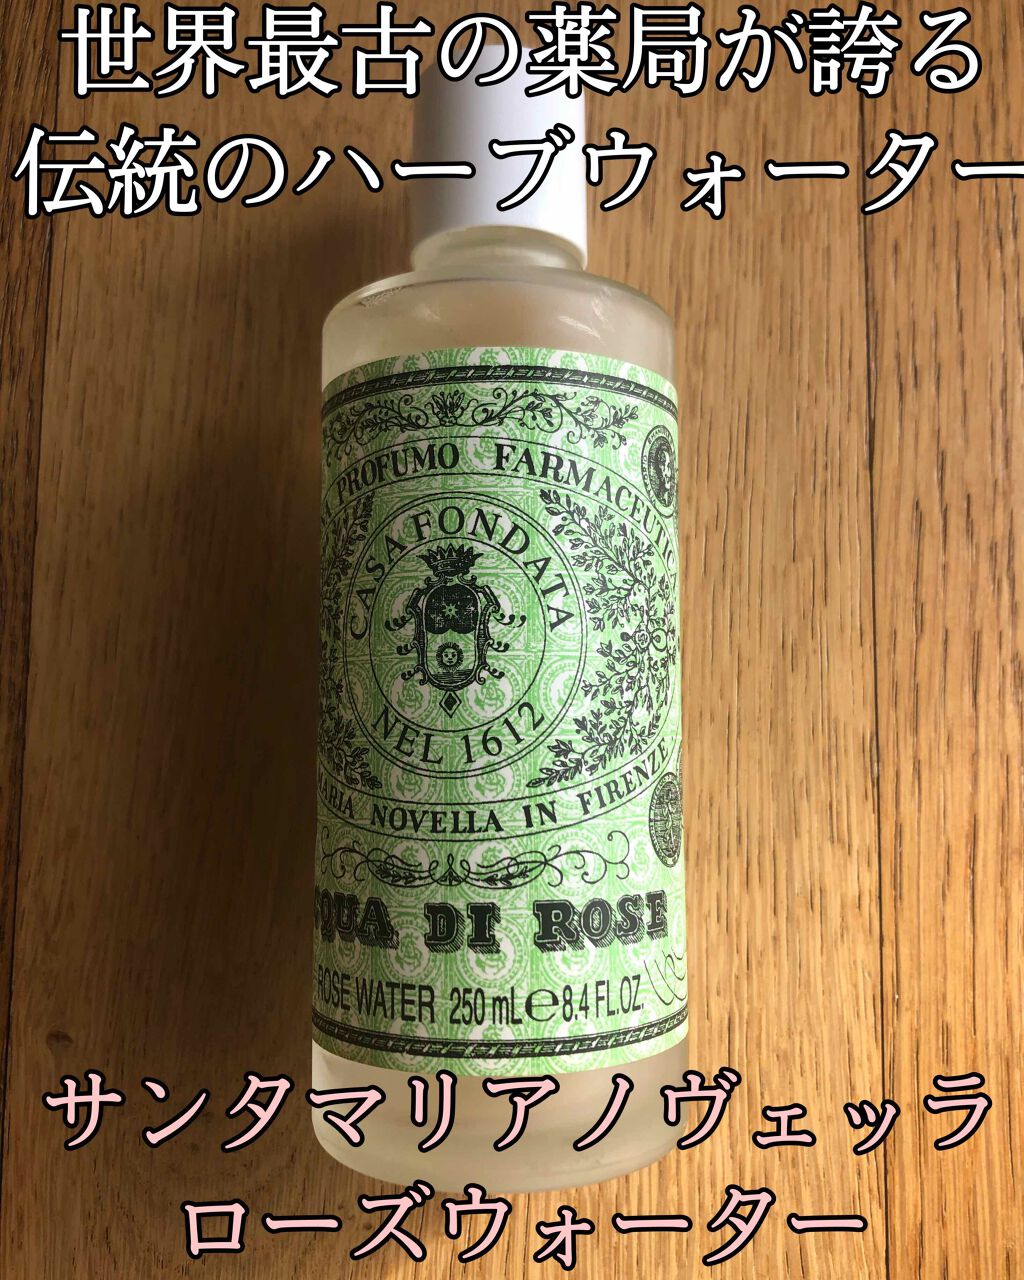 世界最古の薬局が誇る
伝統のハーブウォーター
PROFUMO FARMACEUTICA
CASA FONDATA
NEL 1612
MARIA NOVELLA IN FIRENZE
QUA DI ROSE
ROSE WATER 250 mL ℮ 8.4 FL.OZ.
サンタマリアノヴェッラ
ローズウォーター